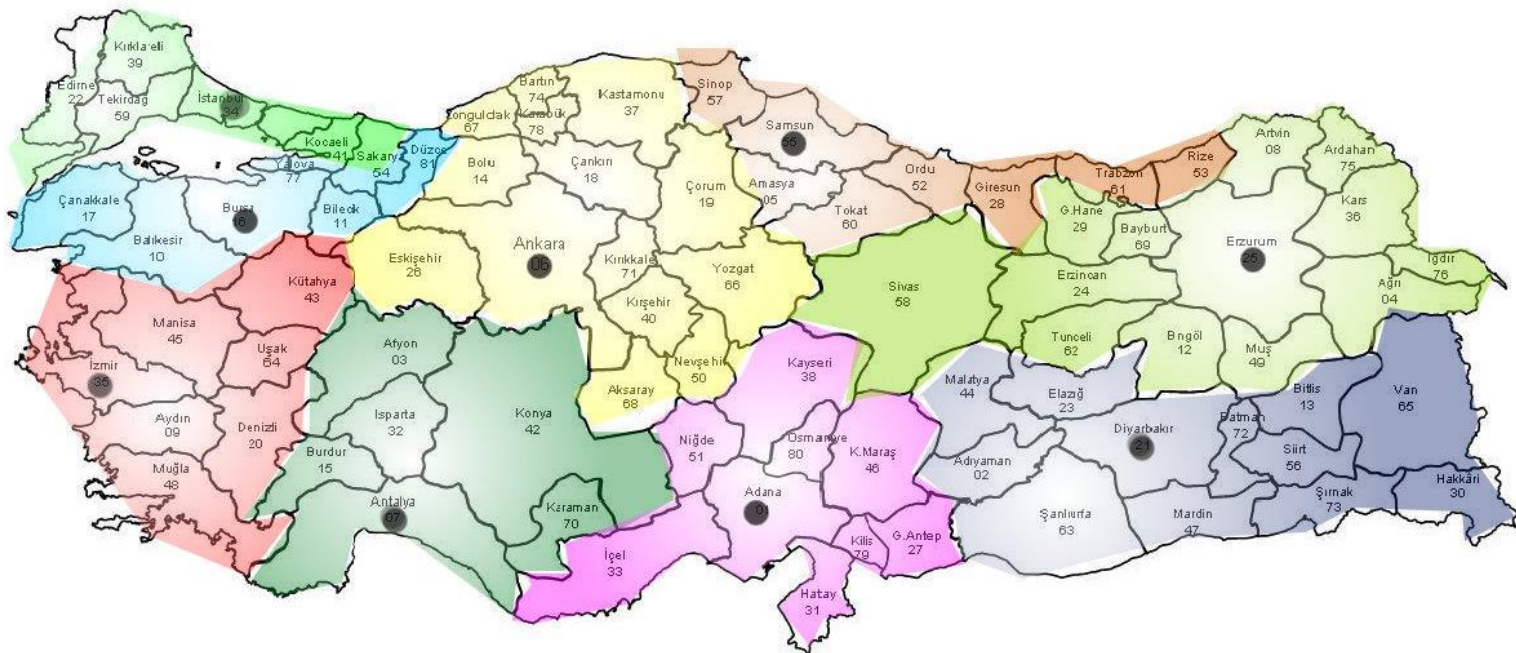 Kırklareli
39
Edirne
22
Tekirdağ
59
İstanbul
34
Kocaeli
41
Sakarya
54
Düzce
81
Yalova
77
Çanakkale
17
Bursa
16
Bilecik
11
Balıkesir
10
Zonguldak
67
Bartın
74
Karabük
78
Kastamonu
37
Bolu
14
Çankırı
18
Çorum
19
Eskişehir
26
Ankara
06
Kırıkkale
71
Yozgat
66
Kırşehir
40
Nevşehir
50
Aksaray
68
Sinop
57
Samsun
55
Amasya
05
Tokat
60
Ordu
52
Giresun
28
Trabzon
61
Rize
53
Artvin
08
Ardahan
75
G.Hane
29
Bayburt
69
Kars
36
Erzurum
25
Iğdır
76
Ağrı
04
Erzincan
24
Sivas
58
Tunceli
62
Bngöl
12
Muş
49
Kütahya
43
Manisa
45
Uşak
64
İzmir
35
Aydın
09
Denizli
20
Muğla
48
Afyon
03
Isparta
32
Konya
42
Burdur
15
Antalya
07
Karaman
70
Kayseri
38
Niğde
51
Osmaniye
80
K.Maraş
46
Adana
01
İçel
33
Kilis
79
G.Antep
27
Hatay
31
Malatya
44
Elazığ
23
Adıyaman
02
Diyarbakır
21
Batman
72
Bitlis
13
Van
65
Siirt
56
Şanlıurfa
63
Mardin
47
Şırnak
73
Hakkâri
30